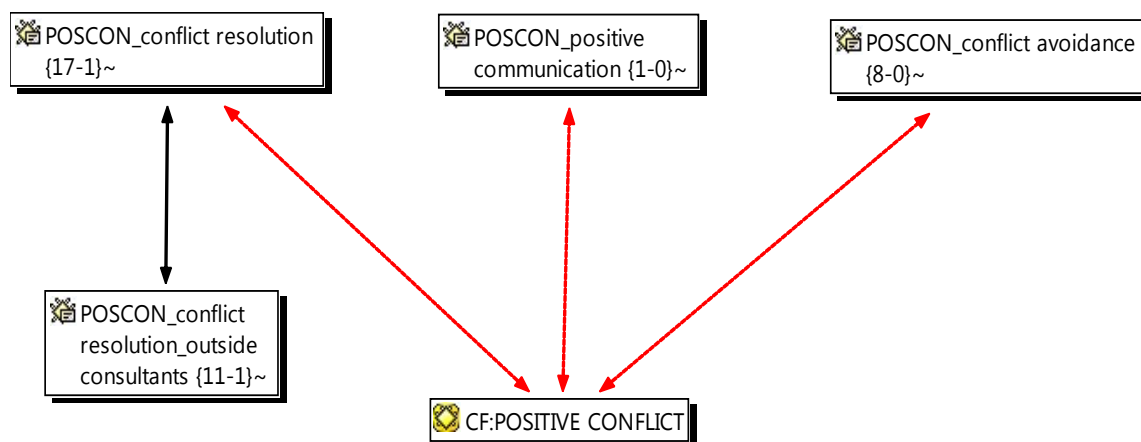 POSCON_conflict resolution
{17-1}~
POSCON_positive
communication {1-0}~
POSCON_conflict avoidance
{8-0}~
POSCON_conflict
resolution_outside
consultants {11-1}~
CF:POSITIVE CONFLICT